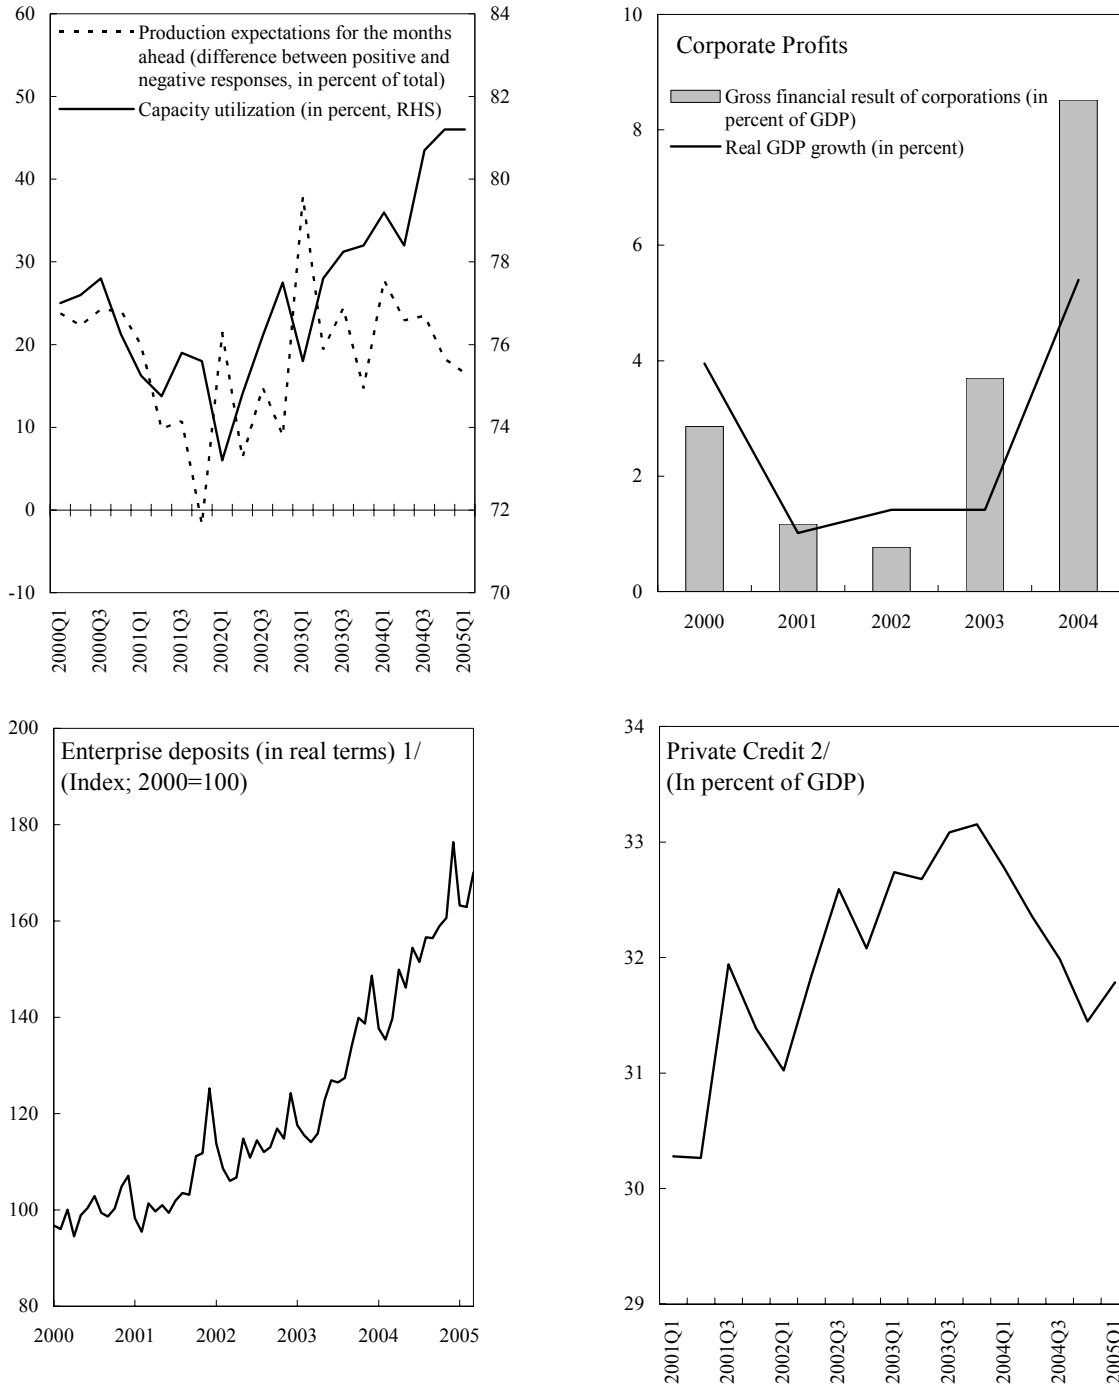 60
50
40
30
20
10
0
-10
84
82
80
78
76
74
72
70
Production expectations for the months
ahead (difference between positive and
negative responses, in percent of total)
Capacity utilization (in percent, RHS)
2000Q1
2000Q3
2001Q1
2001Q3
2002Q1
2002Q3
2003Q1
2003Q3
2004Q1
2004Q3
2005Q1
10
8
6
4
2
0
Corporate Profits
Gross financial result of corporations (in
percent of GDP)
Real GDP growth (in percent)
2000
2001
2002
2003
2004
200
180
160
140
120
100
80
Enterprise deposits (in real terms) 1/
(Index; 2000=100)
2000
2001
2002
2003
2004
2005
34
33
32
31
30
29
Private Credit 2/
(In percent of GDP)
2001Q1
2001Q3
2002Q1
2002Q3
2003Q1
2003Q3
2004Q1
2004Q3
2005Q1